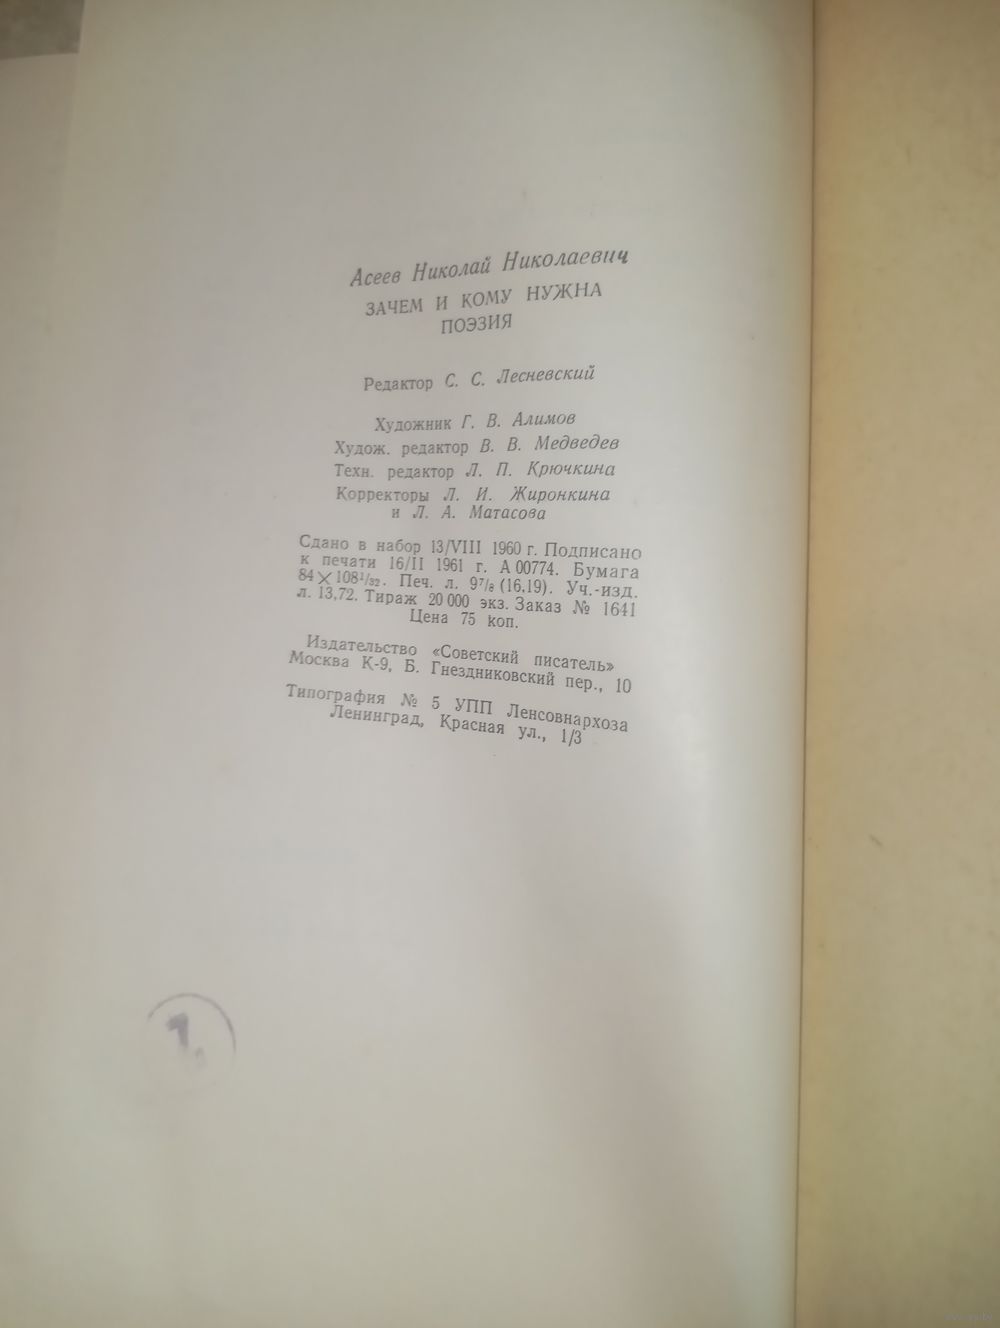 Асеев Николай Николаевич
ЗАЧЕМ И КОМУ НУЖНА
ПОЭЗИЯ
Редактор С. С. Лесневский
Художник Г. В. Алимов
Худож. редактор В. В. Медведев
Техн. редактор Л. П. Крючкина
Корректоры Л. И. Жиронкина
и Л. А. Матасова
Сдано в набор 13/VIII 1960 г. Подписано
к печати 16/II 1961 г. А 00774. Бумага
84×108¹/₃₂. Печ. л. 9⁷/₈ (16,19). Уч.-изд.
л. 13,72. Тираж 20 000 экз. Заказ № 1641
Цена 75 коп.
Издательство «Советский писатель»
Москва К-9, Б. Гнездниковский пер., 10
Типография № 5 УПП Ленсовнархоза
Ленинград, Красная ул., 1/3